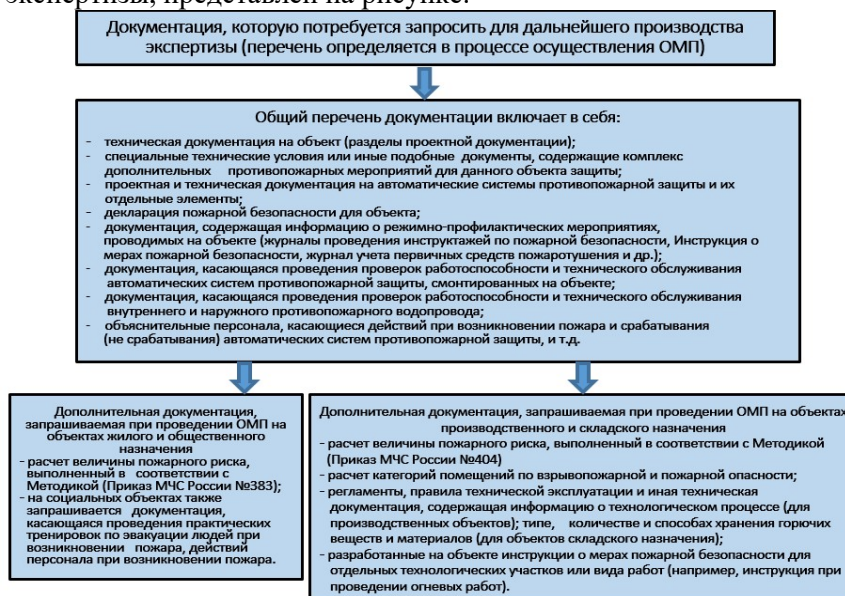 экспертизы, представлен на рисунке.
Документация, которую потребуется запросить для дальнейшего производства
экспертизы (перечень определяется в процессе осуществления ОМП)
Общий перечень документации включает в себя:
- техническая документация на объект (разделы проектной документации);
- специальные технические условия или иные подобные документы, содержащие комплекс
дополнительных противопожарных мероприятий для данного объекта защиты;
- проектная и техническая документация на автоматические системы противопожарной защиты и их
отдельные элементы;
- декларация пожарной безопасности для объекта;
- документация, содержащая информацию о режимно-профилактических мероприятиях,
проводимых на объекте (журналы проведения инструктажей по пожарной безопасности, Инструкция о
мерах пожарной безопасности, журнал учета первичных средств пожаротушения и др.);
- документация, касающаяся проведения проверок работоспособности и технического обслуживания
автоматических систем противопожарной защиты, смонтированных на объекте;
- документация, касающаяся проведения проверок работоспособности и технического обслуживания
внутреннего и наружного противопожарного водопровода;
- объяснительные персонала, касающиеся действий при возникновении пожара и срабатывания
(не срабатывания) автоматических систем противопожарной защиты, и т.д.
Дополнительная документация,
запрашиваемая при проведении ОМП на
объектах жилого и общественного
назначения
- расчет величины пожарного риска,
выполненный в соответствии с
Методикой (Приказ МЧС России №383);
- на социальных объектах также
запрашивается документация,
касающаяся проведения практических
тренировок по эвакуации людей при
возникновении пожара, действий
персонала при возникновении пожара.
Дополнительная документация, запрашиваемая при проведении ОМП на объектах
производственного и складского назначения
- расчет величины пожарного риска, выполненный в соответствии с Методикой
(Приказ МЧС России №404)
- расчет категорий помещений по взрывопожарной и пожарной опасности;
- регламенты, правила технической эксплуатации и иная техническая
документация, содержащая информацию о технологическом процессе (для
производственных объектов); типе, количестве и способах хранения горючих
веществ и материалов (для объектов складского назначения);
- разработанные на объекте инструкции о мерах пожарной безопасности для
отдельных технологических участков или вида работ (например, инструкция при
проведении огневых работ).